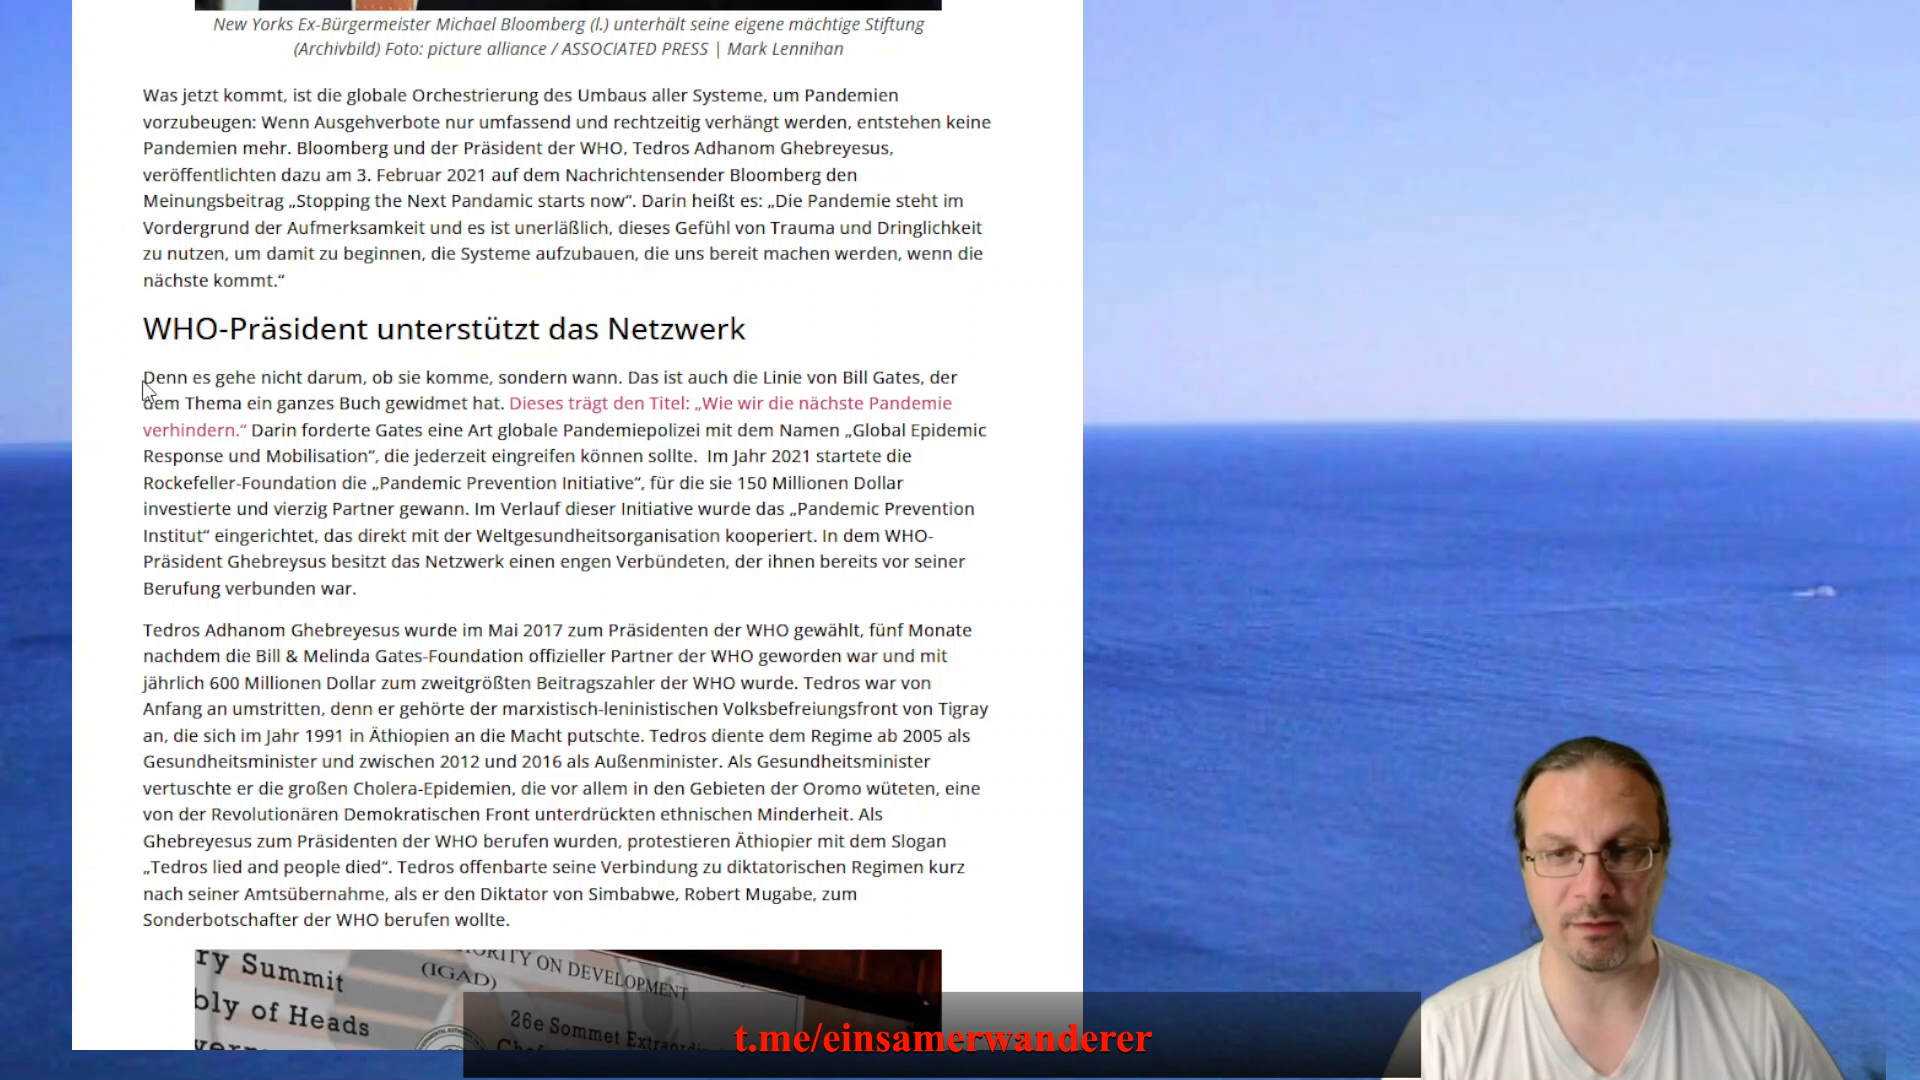 New Yorks Ex-Bürgermeister Michael Bloomberg (l.) unterhält seine eigene mächtige Stiftung
(Archivbild) Foto: picture alliance / ASSOCIATED PRESS | Mark Lennihan
Was jetzt kommt, ist die globale Orchestrierung des Umbaus aller Systeme, um Pandemien
vorzubeugen: Wenn Ausgehverbote nur umfassend und rechtzeitig verhängt werden, entstehen keine
Pandemien mehr. Bloomberg und der Präsident der WHO, Tedros Adhanom Ghebreyesus,
veröffentlichten dazu am 3. Februar 2021 auf dem Nachrichtensender Bloomberg den
Meinungsbeitrag „Stopping the Next Pandamic starts now“. Darin heißt es: „Die Pandemie steht im
Vordergrund der Aufmerksamkeit und es ist unerläßlich, dieses Gefühl von Trauma und Dringlichkeit
zu nutzen, um damit zu beginnen, die Systeme aufzubauen, die uns bereit machen werden, wenn die
nächste kommt.“
WHO-Präsident unterstützt das Netzwerk
Denn es gehe nicht darum, ob sie komme, sondern wann. Das ist auch die Linie von Bill Gates, der
dem Thema ein ganzes Buch gewidmet hat. Dieses trägt den Titel: „Wie wir die nächste Pandemie
verhindern.“ Darin forderte Gates eine Art globale Pandemiepolizei mit dem Namen „Global Epidemic
Response und Mobilisation“, die jederzeit eingreifen können sollte. Im Jahr 2021 startete die
Rockefeller-Foundation die „Pandemic Prevention Initiative“, für die sie 150 Millionen Dollar
investierte und vierzig Partner gewann. Im Verlauf dieser Initiative wurde das „Pandemic Prevention
Institut“ eingerichtet, das direkt mit der Weltgesundheitsorganisation kooperiert. In dem WHO-
Präsident Ghebreysus besitzt das Netzwerk einen engen Verbündeten, der ihnen bereits vor seiner
Berufung verbunden war.
Tedros Adhanom Ghebreyesus wurde im Mai 2017 zum Präsidenten der WHO gewählt, fünf Monate
nachdem die Bill & Melinda Gates-Foundation offizieller Partner der WHO geworden war und mit
jährlich 600 Millionen Dollar zum zweitgrößten Beitragszahler der WHO wurde. Tedros war von
Anfang an umstritten, denn er gehörte der marxistisch-leninistischen Volksbefreiungsfront von Tigray
an, die sich im Jahr 1991 in Äthiopien an die Macht putschte. Tedros diente dem Regime ab 2005 als
Gesundheitsminister und zwischen 2012 und 2016 als Außenminister. Als Gesundheitsminister
vertuschte er die großen Cholera-Epidemien, die vor allem in den Gebieten der Oromo wüteten, eine
von der Revolutionären Demokratischen Front unterdrückten ethnischen Minderheit. Als
Ghebreyesus zum Präsidenten der WHO berufen wurden, protestieren Äthiopier mit dem Slogan
„Tedros lied and people died“. Tedros offenbarte seine Verbindung zu diktatorischen Regimen kurz
nach seiner Amtsübernahme, als er den Diktator von Simbabwe, Robert Mugabe, zum
Sonderbotschafter der WHO berufen wollte.
ry Summit
bly of Heads
ORITY ON DEVELOPMENT
(IGAD)
26e Sommet
t.me/einsamerwanderer